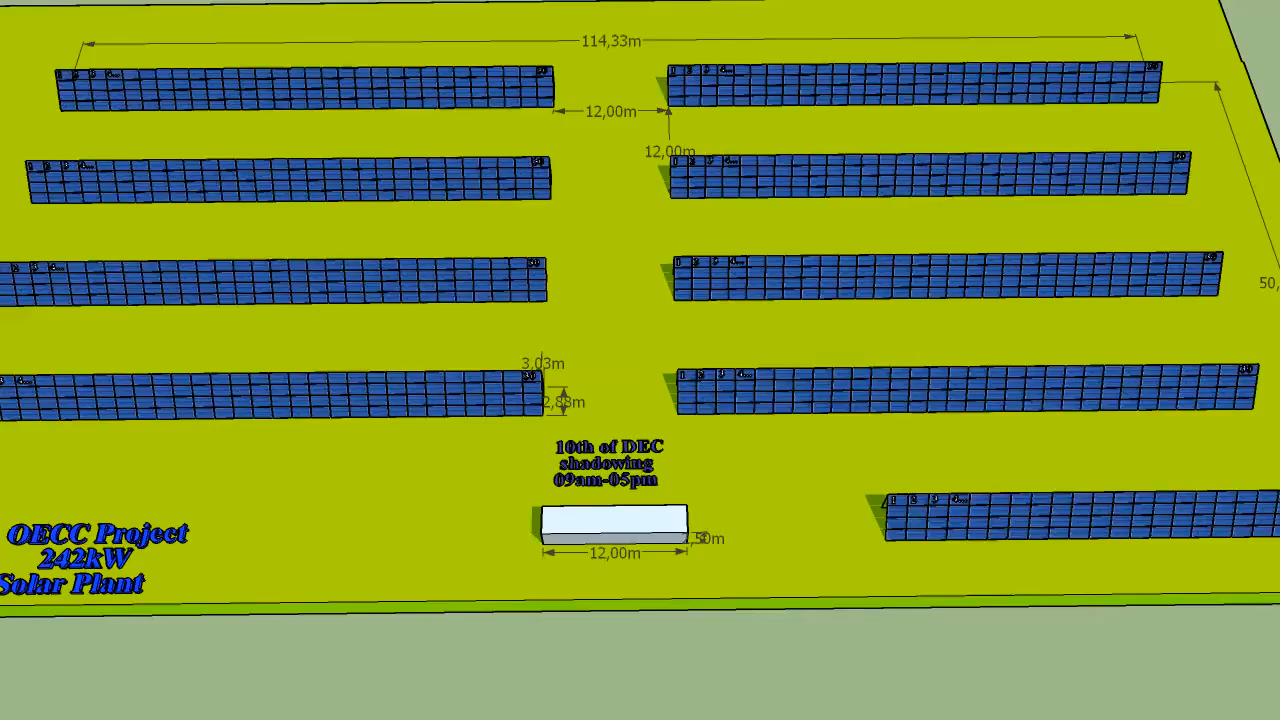 114,33m
12,00m
12,00m
50,
3,03m
2,88m
10th of DEC
shadowing
09am-05pm
OECC Project
242kW
Solar Plant
,50m
12,00m